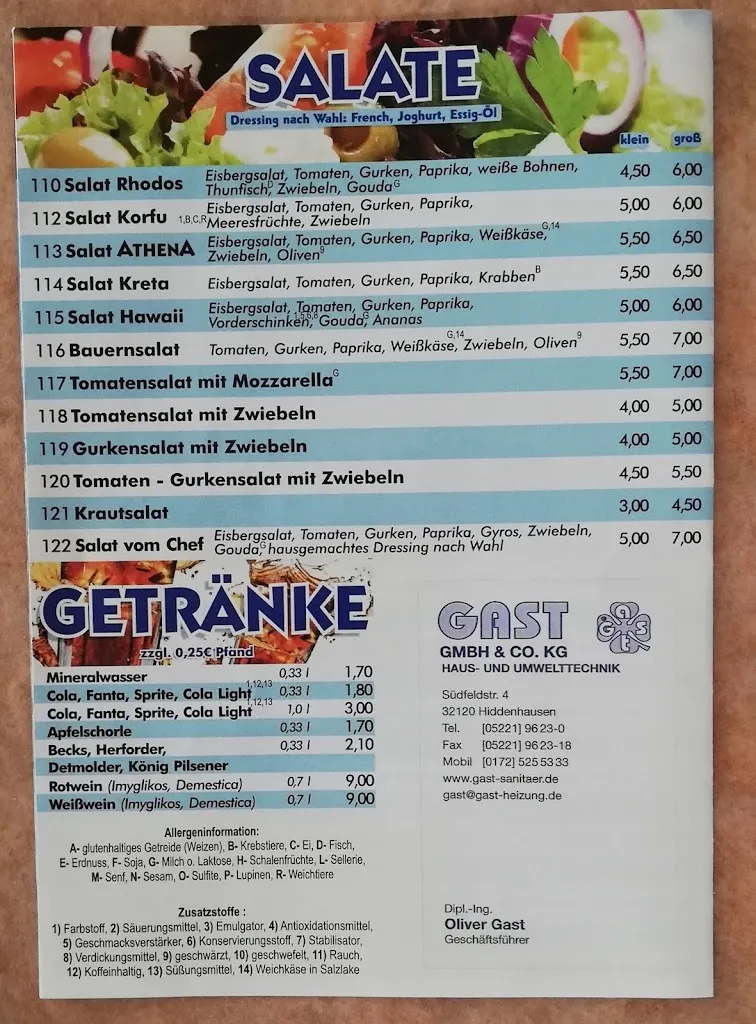 SALATE
Dressing nach Wahl: French, Joghurt, Essig-Öl
klein groß
110 Salat Rhodos Eisbergsalat, Tomaten, Gurken, Paprika, weiße Bohnen, 4,50 6,00
Thunfisch,D Zwiebeln, GoudaG
112 Salat Korfu 1,B,C,R Eisbergsalat, Tomaten, Gurken, Paprika, 5,00 6,00
Meeresfrüchte, Zwiebeln
113 Salat ATHENA Eisbergsalat, Tomaten, Gurken, Paprika, Weißkäse,G,14 5,50 6,50
Zwiebeln, Oliven9
114 Salat Kreta Eisbergsalat, Tomaten, Gurken, Paprika, KrabbenB 5,50 6,50
115 Salat Hawaii Eisbergsalat, Tomaten, Gurken, Paprika, 5,00 6,00
Vorderschinken, GoudaG, Ananas
116 Bauernsalat Tomaten, Gurken, Paprika, Weißkäse,G,14 Zwiebeln, Oliven9 5,50 7,00
117 Tomatensalat mit MozzarellaG 5,50 7,00
118 Tomatensalat mit Zwiebeln 4,00 5,00
119 Gurkensalat mit Zwiebeln 4,00 5,00
120 Tomaten - Gurkensalat mit Zwiebeln 4,50 5,50
121 Krautsalat 3,00 4,50
122 Salat vom Chef Eisbergsalat, Tomaten, Gurken, Paprika, Gyros, Zwiebeln, 5,00 7,00
Gouda,G hausgemachtes Dressing nach Wahl
GETRÄNKE
zzgl. 0,25€ Pfand
Mineralwasser 0,33 l 1,70
Cola, Fanta, Sprite, Cola Light1,12,13 0,33 l 1,80
Cola, Fanta, Sprite, Cola Light1,12,13 1,0 l 3,00
Apfelschorle 0,33 l 1,70
Becks, Herforder, 0,33 l 2,10
Detmolder, König Pilsener
Rotwein (Imyglikos, Demestica) 0,7 l 9,00
Weißwein (Imyglikos, Demestica) 0,7 l 9,00
Allergeninformation:
A- glutenhaltiges Getreide (Weizen), B- Krebstiere, C- Ei, D- Fisch,
E- Erdnuss, F- Soja, G- Milch o. Laktose, H- Schalenfrüchte, L- Sellerie,
M- Senf, N- Sesam, O- Sulfite, P- Lupinen, R- Weichtiere
Zusatzstoffe :
1) Farbstoff, 2) Säuerungsmittel, 3) Emulgator, 4) Antioxidationsmittel,
5) Geschmacksverstärker, 6) Konservierungsstoff, 7) Stabilisator,
8) Verdickungsmittel, 9) geschwärzt, 10) geschwefelt, 11) Rauch,
12) Koffeinhaltig, 13) Süßungsmittel, 14) Weichkäse in Salzlake
GAST
GAST
GMBH & CO. KG
HAUS- UND UMWELTTECHNIK
Südfeldstr. 4
32120 Hiddenhausen
Tel. [05221] 96 23-0
Fax [05221] 96 23-18
Mobil [0172] 525 53 33
www.gast-sanitaer.de
gast@gast-heizung.de
Dipl.-Ing.
Oliver Gast
Geschäftsführer